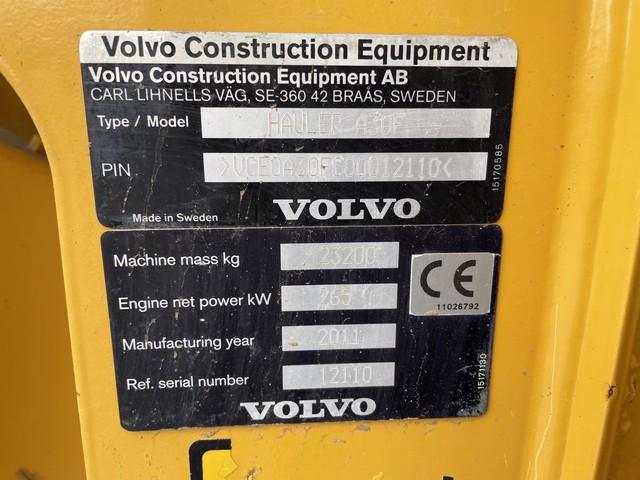 Volvo Construction Equipment
Volvo Construction Equipment AB
CARL LIHNELLS VÄG, SE-360 42 BRAÅS, SWEDEN
Type / Model HAULER A30F
PIN >VCE0A30FC00012110<
Made in Sweden VOLVO
15170585
Machine mass kg 23200
Engine net power kW 265
Manufacturing year 2011
Ref. serial number 12110
CE
11026792
VOLVO
15171130